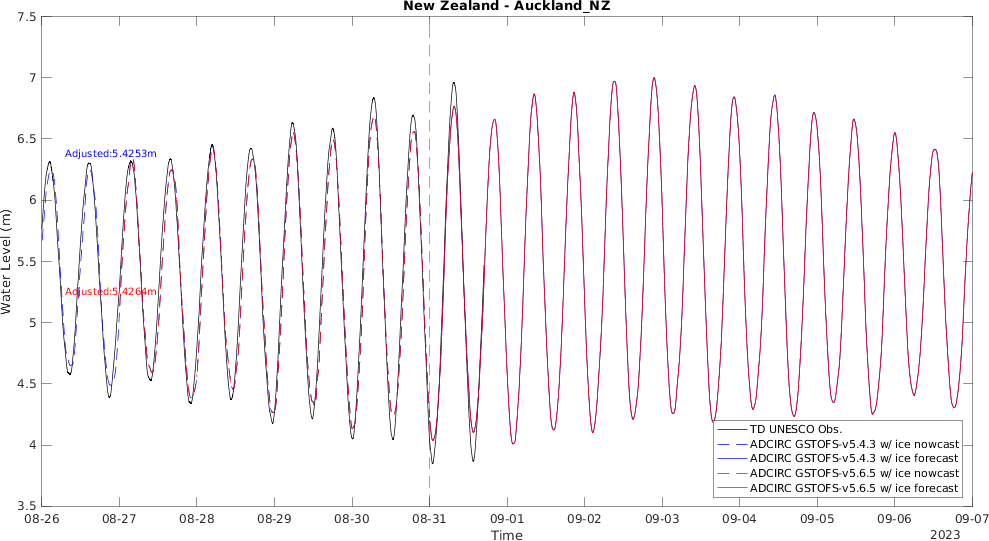 New Zealand - Auckland_NZ
7.5
7
6.5
6
5.5
5
4.5
4
3.5
Water Level (m)
Adjusted:5.4253m
Adjusted:5.4264m
TD UNESCO Obs.
ADCIRC GSTOFS-v5.4.3 w/ ice nowcast
ADCIRC GSTOFS-v5.4.3 w/ ice forecast
ADCIRC GSTOFS-v5.6.5 w/ ice nowcast
ADCIRC GSTOFS-v5.6.5 w/ ice forecast
08-26 08-27 08-28 08-29 08-30 08-31 09-01 09-02 09-03 09-04 09-05 09-06 09-07
Time
2023